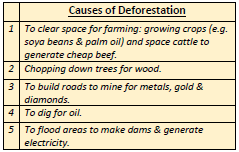 Causes of Deforestation
1 To clear space for farming: growing crops (e.g.
soya beans & palm oil) and space cattle to
generate cheap beef.
2 Chopping down trees for wood.
3 To build roads to mine for metals, gold &
diamonds.
4 To dig for oil.
5 To flood areas to make dams & generate
electricity.